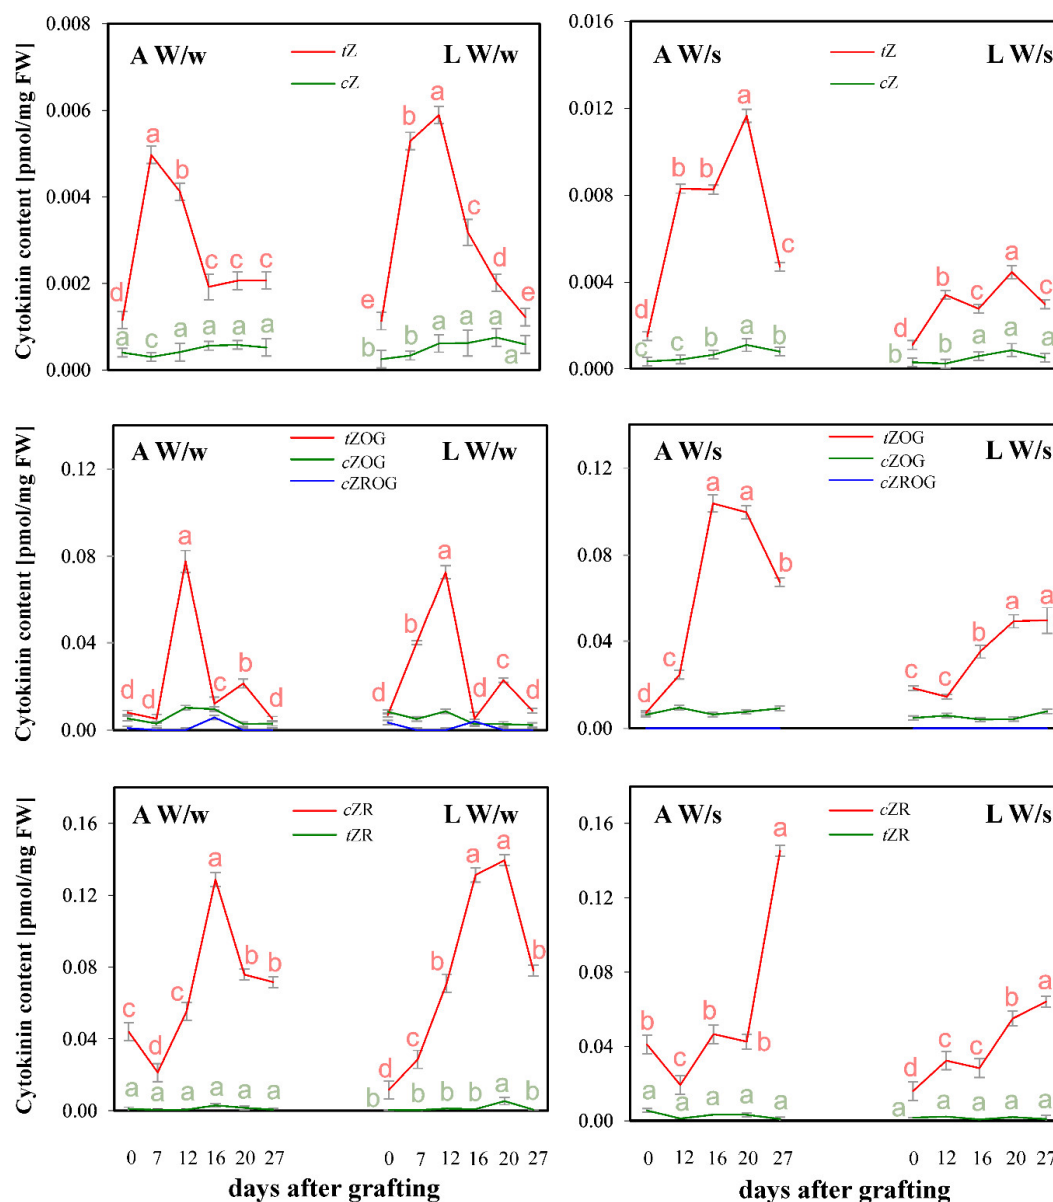 Cytokinin content [pmol/mg FW]
0.008
0.006
0.004
0.002
0.000
A W/w
L W/w
tZ
cZ
d a b c c c
a c a a a a
e b a c d e
b b a a a a
0.016
0.012
0.008
0.004
0.000
A W/s
L W/s
tZ
cZ
d b b a c
c c b a b
d b c a c
b b a a a
Cytokinin content [pmol/mg FW]
0.12
0.08
0.04
0.00
A W/w
L W/w
tZOG
cZOG
cZROG
d d a c b d
d b a d c d
0.12
0.08
0.04
0.00
A W/s
L W/s
tZOG
cZOG
cZROG
d c a a b
c c b a a
Cytokinin content [pmol/mg FW]
0.16
0.12
0.08
0.04
0.00
A W/w
L W/w
cZR
tZR
c d c a b b
a a a a a a
d c b a a b
b b b b a b
0.16
0.12
0.08
0.04
0.00
A W/s
L W/s
cZR
tZR
b c b b a
a a a a a
d c c b a
a a a a a
0 7 12 16 20 27 0 7 12 16 20 27
days after grafting
0 12 16 20 27 0 12 16 20 27
days after grafting